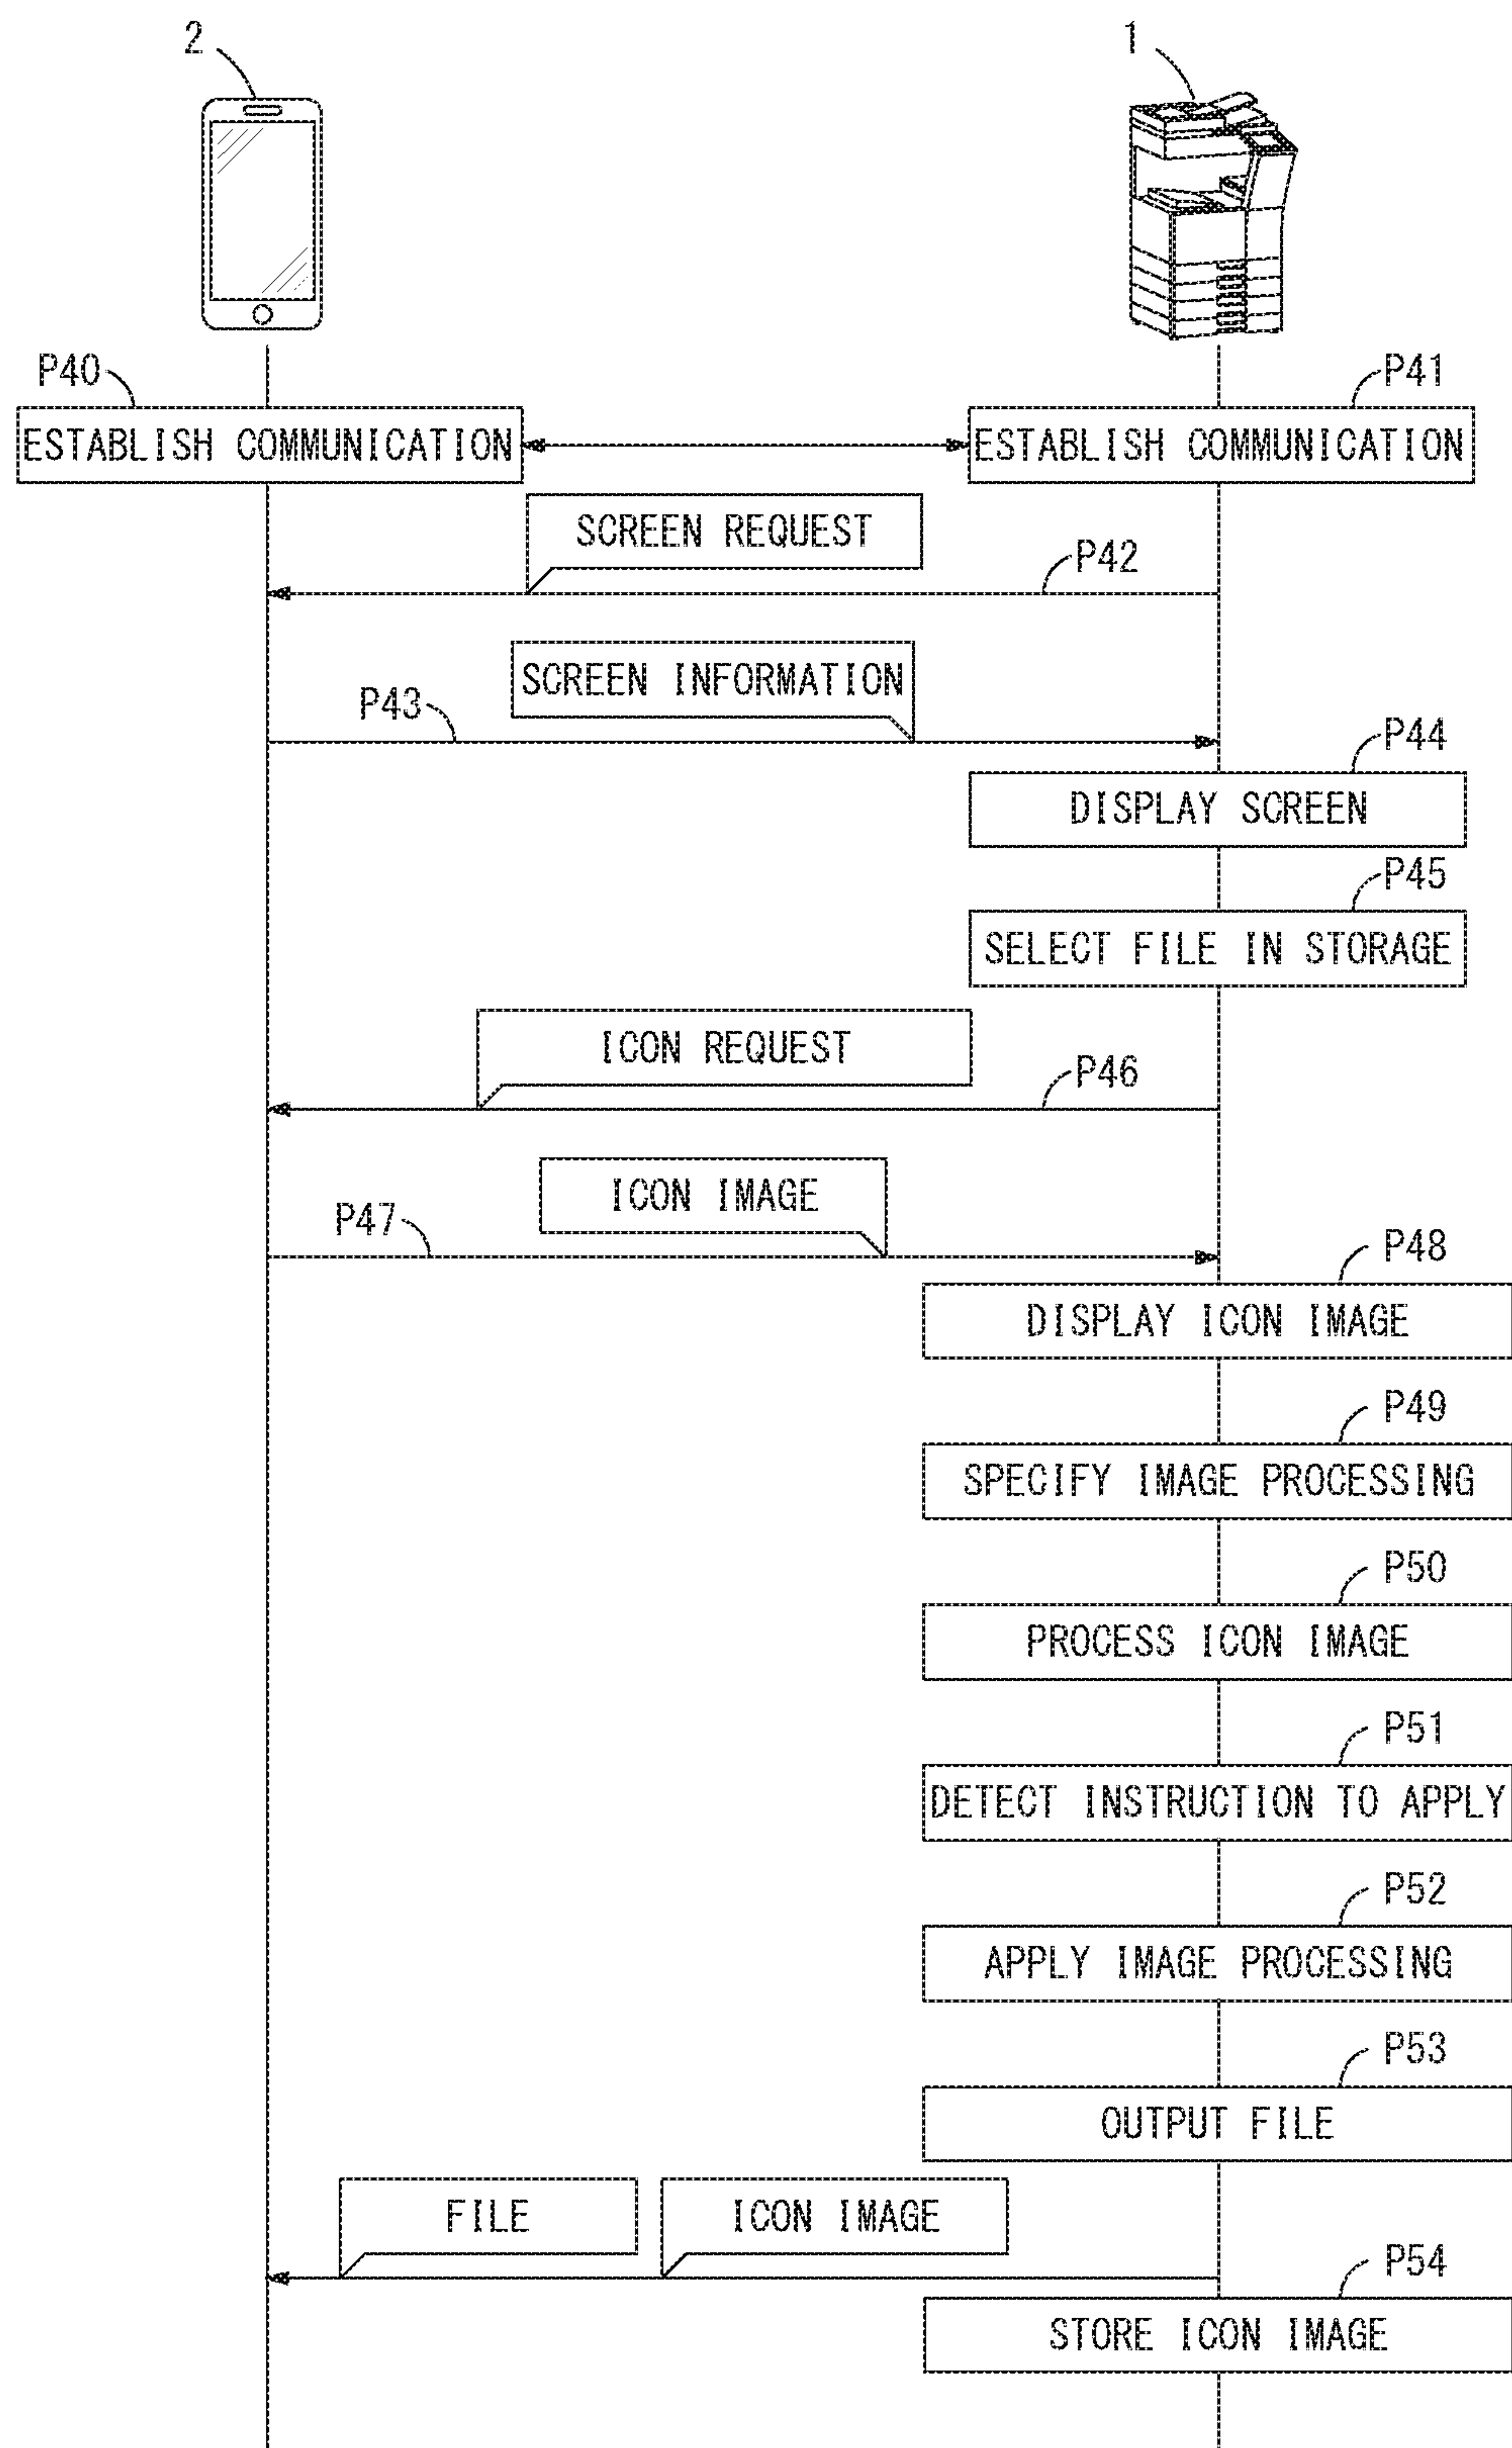 2
1
P40
P41
ESTABLISH COMMUNICATION
ESTABLISH COMMUNICATION
SCREEN REQUEST
P42
SCREEN INFORMATION
P43
P44
DISPLAY SCREEN
P45
SELECT FILE IN STORAGE
ICON REQUEST
P46
ICON IMAGE
P47
P48
DISPLAY ICON IMAGE
P49
SPECIFY IMAGE PROCESSING
P50
PROCESS ICON IMAGE
P51
DETECT INSTRUCTION TO APPLY
P52
APPLY IMAGE PROCESSING
P53
OUTPUT FILE
FILE
ICON IMAGE
P54
STORE ICON IMAGE